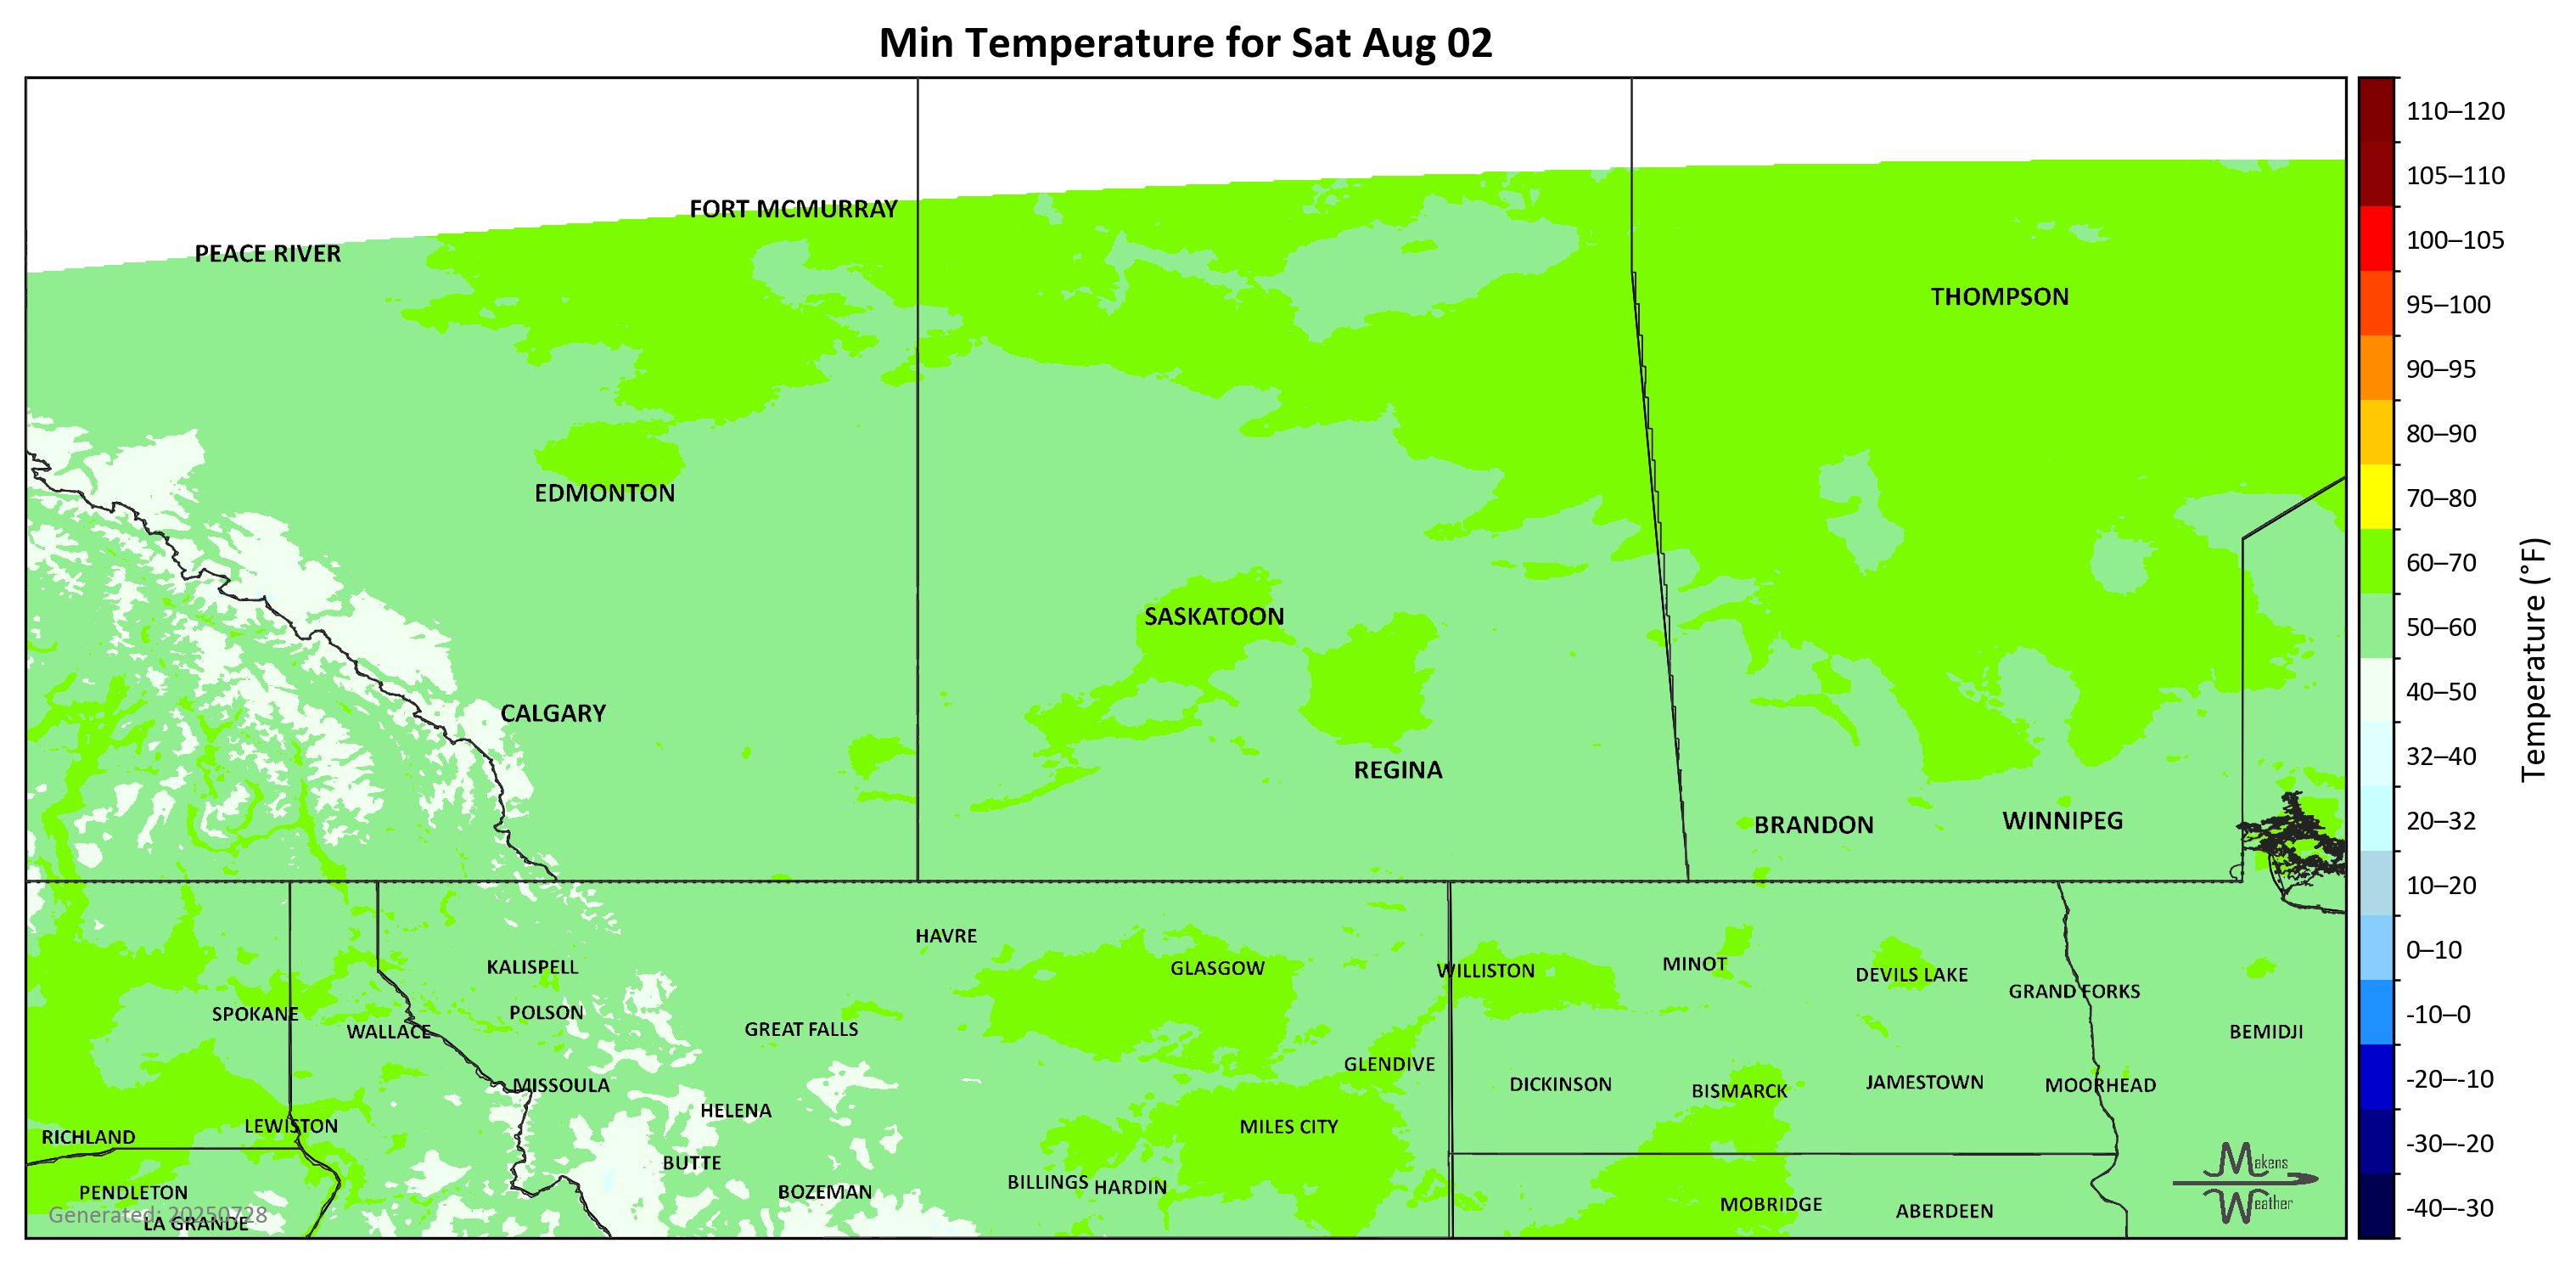 Min Temperature for Sat Aug 02
FORT MCMURRAY
PEACE RIVER
THOMPSON
EDMONTON
SASKATOON
CALGARY
REGINA
BRANDON
WINNIPEG
HAVRE
KALISPELL
GLASGOW
WILLISTON
MINOT
DEVILS LAKE
GRAND FORKS
SPOKANE
POLSON
WALLACE
GREAT FALLS
BEMIDJI
GLENDIVE
MISSOULA
DICKINSON
BISMARCK
JAMESTOWN
MOORHEAD
HELENA
LEWISTON
MILES CITY
RICHLAND
BUTTE
PENDLETON
BOZEMAN
BILLINGS
HARDIN
MOBRIDGE
ABERDEEN
Generated: 20250728
LA GRANDE
Makens
Weather
110–120
105–110
100–105
95–100
90–95
80–90
70–80
60–70
50–60
40–50
32–40
20–32
10–20
0–10
-10–0
-20–-10
-30–-20
-40–-30
Temperature (°F)